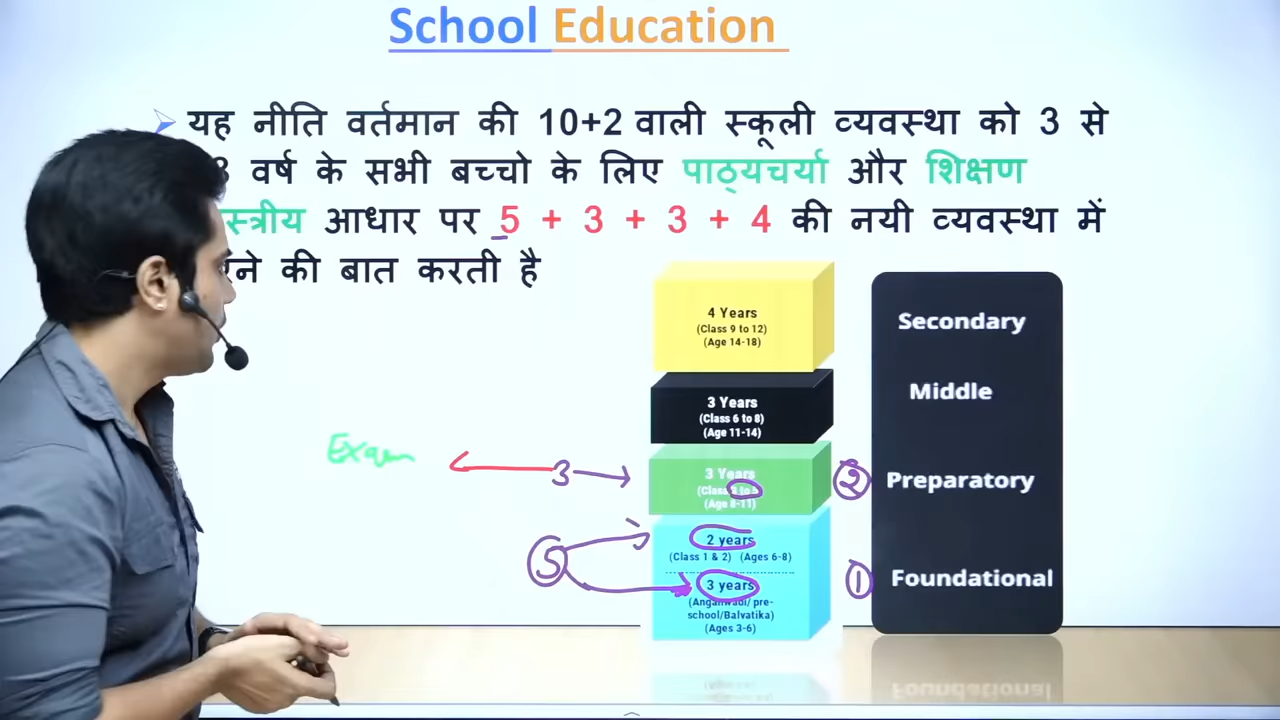 School Education
यह नीति वर्तमान की 10+2 वाली स्कूली व्यवस्था को 3 से
वर्ष के सभी बच्चो के लिए पाठ्यचर्या और शिक्षण
आधार पर 5 + 3 + 3 + 4 की नयी व्यवस्था में
की बात करती है
4 Years
(Class 9 to 12)
(Age 14-18)
Secondary
3 Years
(Class 6 to 8)
(Age 11-14)
Middle
Exam
3
3 Years
(Age 8-11)
2
Preparatory
5
2 years
(Class 1 & 2) (Ages 6-8)
3 years
(Anganwadi/ pre-
school/Balvatika)
(Ages 3-6)
1
Foundational